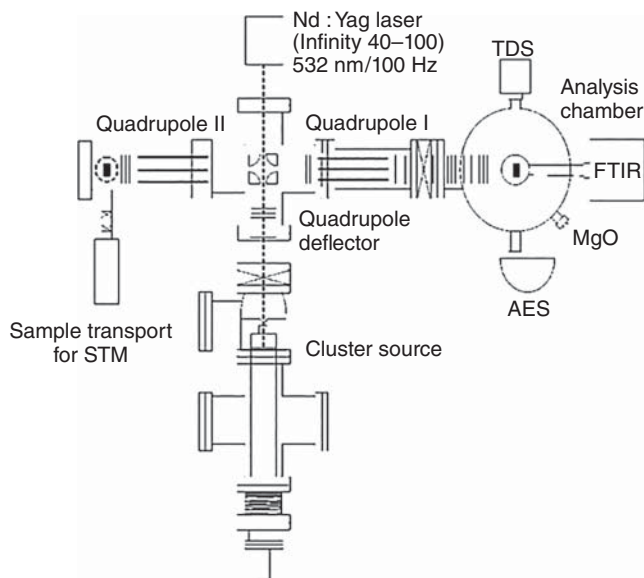 Nd : Yag laser
(Infinity 40–100)
532 nm/100 Hz
TDS
Analysis
chamber
Quadrupole II
Quadrupole I
FTIR
Quadrupole
deflector
MgO
AES
Sample transport
for STM
Cluster source